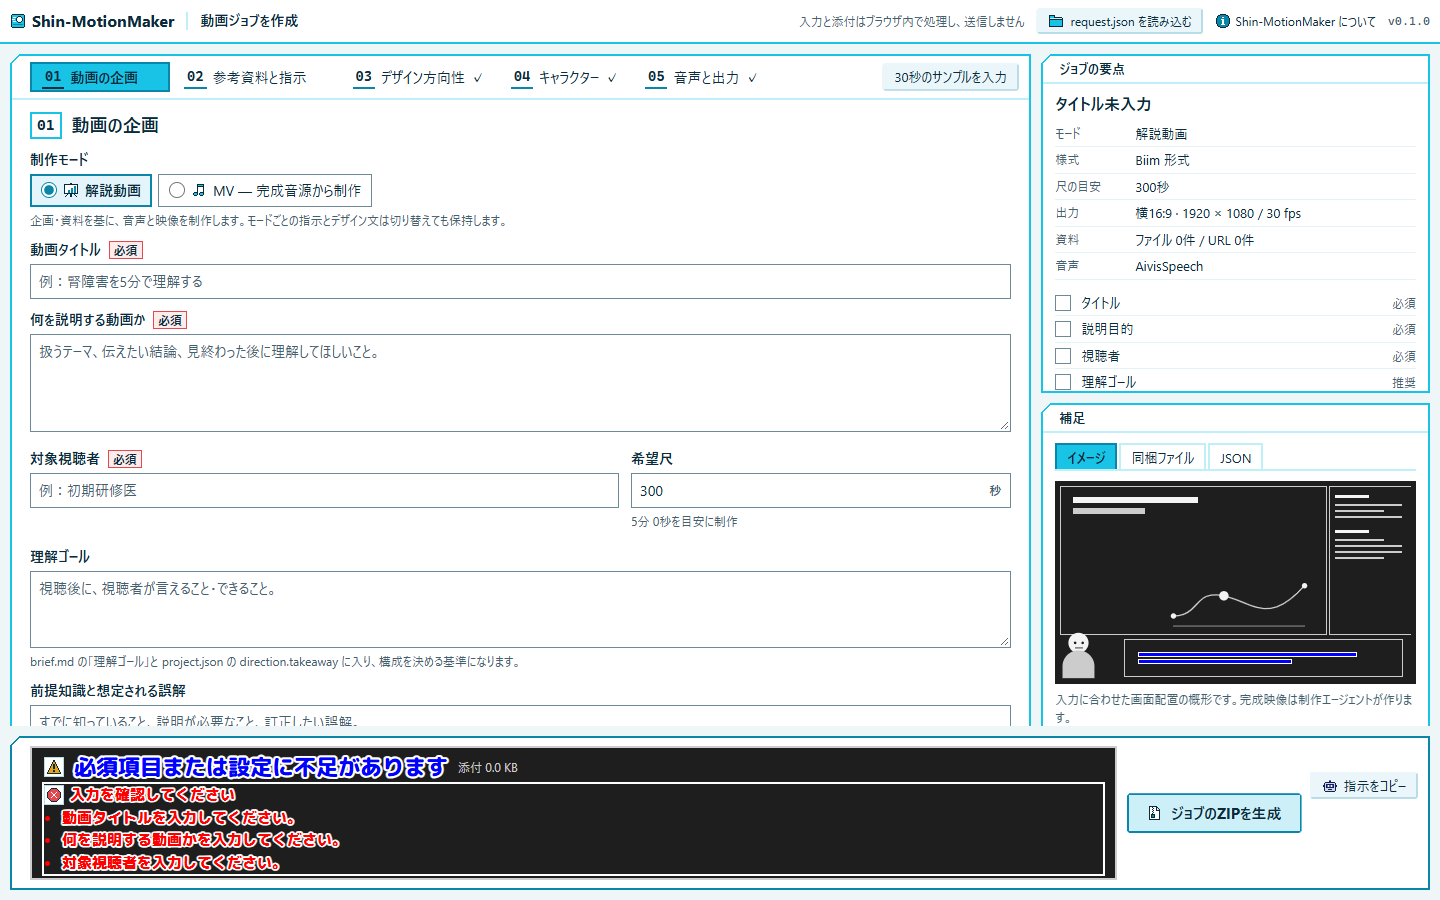 Shin-MotionMaker 動画ジョブを作成 入力と添付はブラウザ内で処理し、送信しません request.json を読み込む Shin-MotionMaker について v0.1.0
01 動画の企画 02 参考資料と指示 03 デザイン方向性 ✓ 04 キャラクター ✓ 05 音声と出力 ✓ 30秒のサンプルを入力
01 動画の企画
制作モード
解説動画 MV — 完成音源から制作
企画・資料を基に、音声と映像を制作します。モードごとの指示とデザイン文は切り替えても保持します。
動画タイトル 必須
例：腎障害を5分で理解する
何を説明する動画か 必須
扱うテーマ、伝えたい結論、見終わった後に理解してほしいこと。
対象視聴者 必須
例：初期研修医
希望尺
300 秒
5分 0秒を目安に制作
理解ゴール
視聴後に、視聴者が言えること・できること。
brief.md の「理解ゴール」と project.json の direction.takeaway に入り、構成を決める基準になります。
前提知識と想定される誤解
すでに知っていること、説明が必要なこと、訂正したい誤解。
ジョブの要点
タイトル未入力
モード 解説動画
様式 Biim 形式
尺の目安 300秒
出力 横16:9 · 1920 × 1080 / 30 fps
資料 ファイル 0件 / URL 0件
音声 AivisSpeech
タイトル 必須
説明目的 必須
視聴者 必須
理解ゴール 推奨
補足
イメージ 同梱ファイル JSON
入力に合わせた画面配置の概形です。完成映像は制作エージェントが作りま
す。
必須項目または設定に不足があります 添付 0.0 KB
入力を確認してください
• 動画タイトルを入力してください。
• 何を説明する動画かを入力してください。
• 対象視聴者を入力してください。
ジョブのZIPを生成
指示をコピー